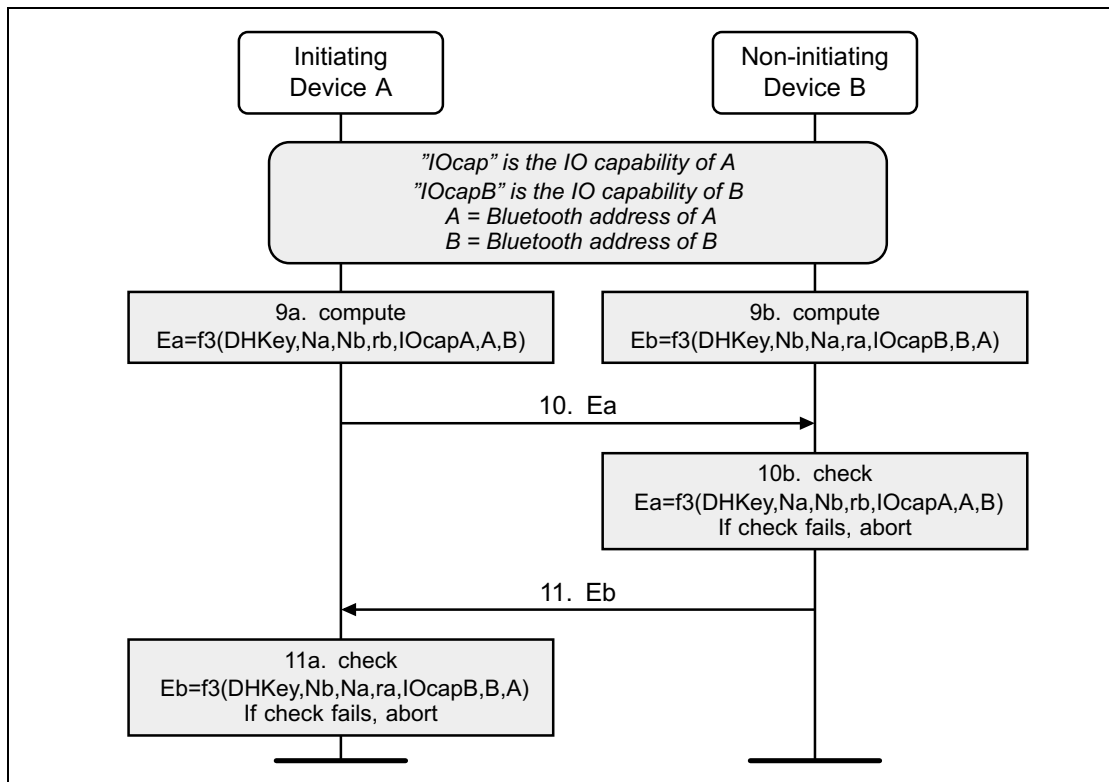 Initiating
Device A
Non-initiating
Device B
"IOcap" is the IO capability of A
"IOcapB" is the IO capability of B
A = Bluetooth address of A
B = Bluetooth address of B
9a. compute
Ea=f3(DHKey,Na,Nb,rb,IOcapA,A,B)
9b. compute
Eb=f3(DHKey,Nb,Na,ra,IOcapB,B,A)
10. Ea
10b. check
Ea=f3(DHKey,Na,Nb,rb,IOcapA,A,B)
If check fails, abort
11. Eb
11a. check
Eb=f3(DHKey,Nb,Na,ra,IOcapB,B,A)
If check fails, abort